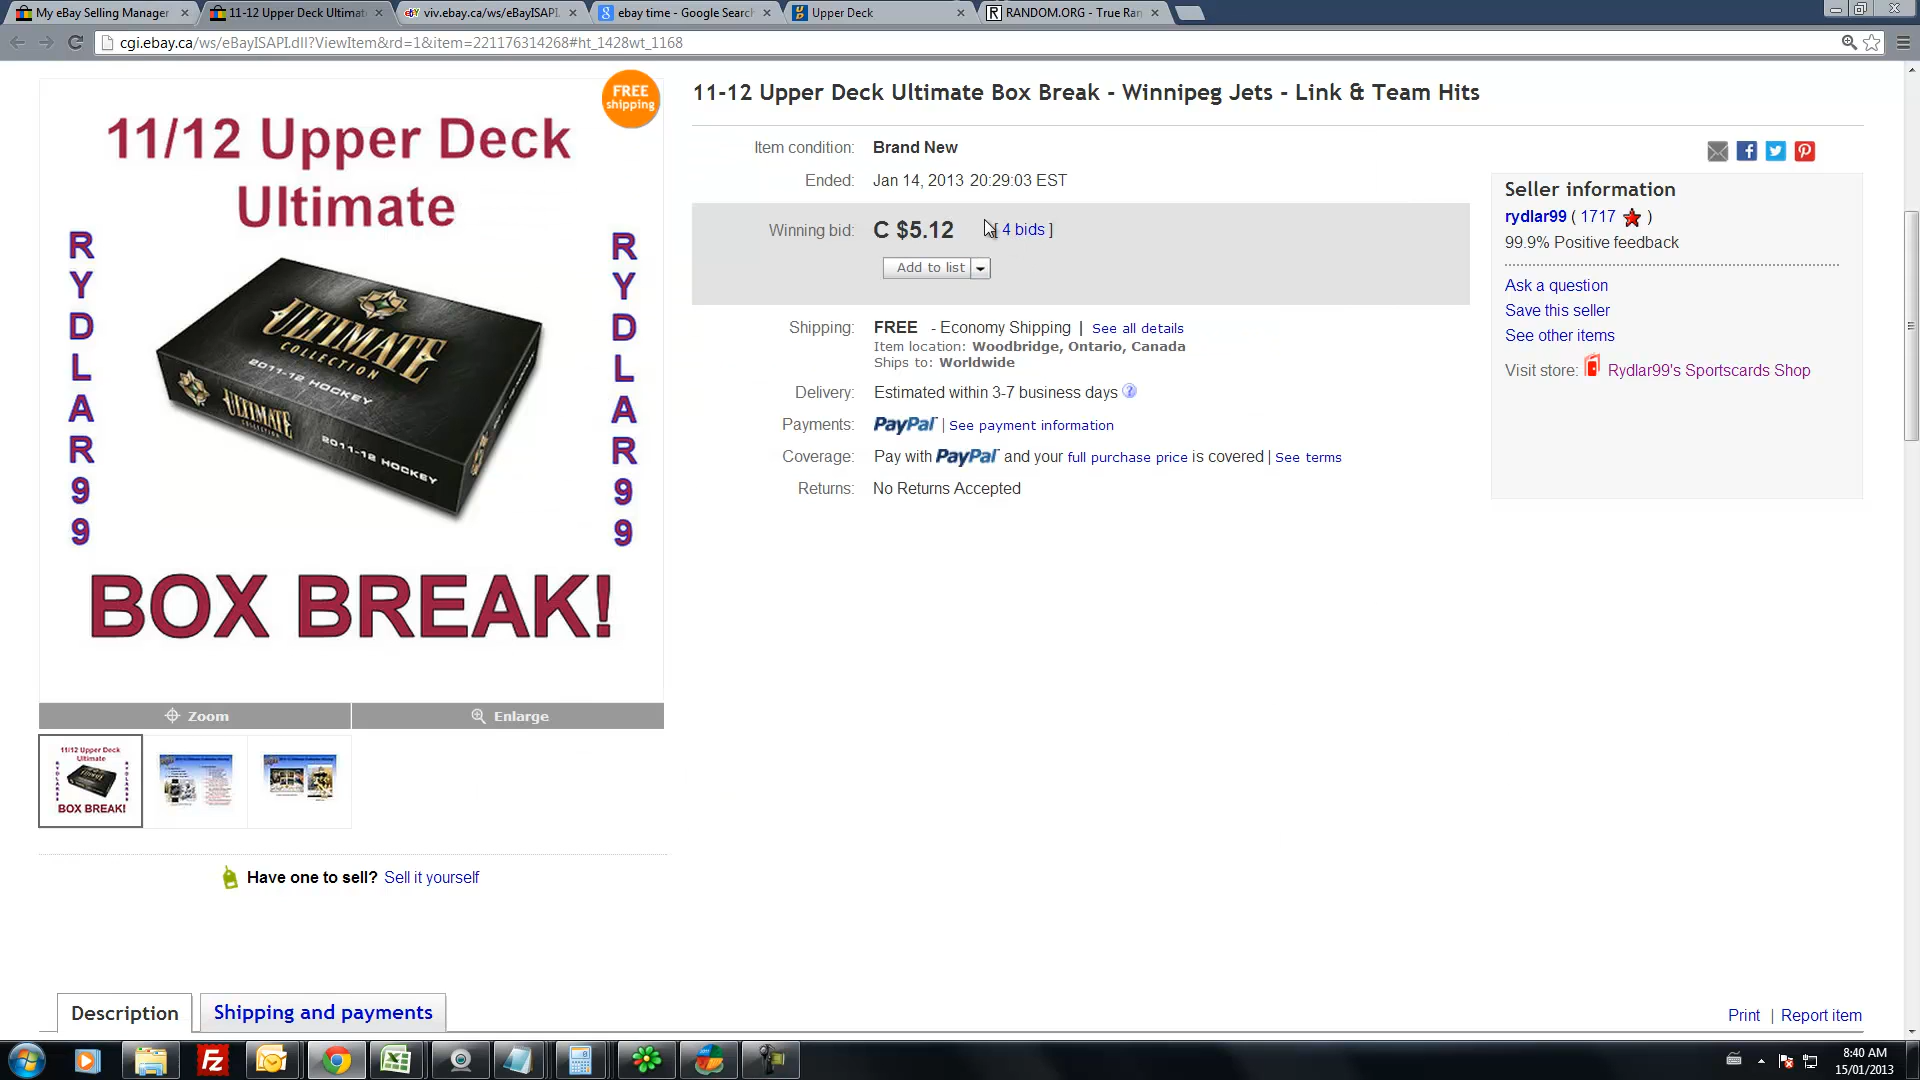 My eBay Selling Manager
11-12 Upper Deck Ultimat
viv.ebay.ca/ws/eBayISAPI.
ebay time - Google Search
Upper Deck
RANDOM.ORG - True Ran
cgi.ebay.ca/ws/eBayISAPI.dll?ViewItem&rd=1&item=221176314268#ht_1428wt_1168
FREE
shipping
11/12 Upper Deck
Ultimate
RYDLAR99
RYDLAR99
ULTIMATE
COLLECTION
2011-12 HOCKEY
ULTIMATE
2011-12 HOCKEY
BOX BREAK!
Zoom
Enlarge
11/12 Upper Deck
Ultimate
BOX BREAK!
Have one to sell? Sell it yourself
11-12 Upper Deck Ultimate Box Break - Winnipeg Jets - Link & Team Hits
Item condition: Brand New
Ended: Jan 14, 2013 20:29:03 EST
Winning bid: C $5.12 [ 4 bids ]
Add to list
Shipping: FREE - Economy Shipping | See all details
Item location: Woodbridge, Ontario, Canada
Ships to: Worldwide
Delivery: Estimated within 3-7 business days ?
Payments: PayPal | See payment information
Coverage: Pay with PayPal and your full purchase price is covered | See terms
Returns: No Returns Accepted
Seller information
rydlar99 ( 1717 )
99.9% Positive feedback
Ask a question
Save this seller
See other items
Visit store: Rydlar99's Sportscards Shop
Description
Shipping and payments
Print | Report item
8:40 AM
15/01/2013